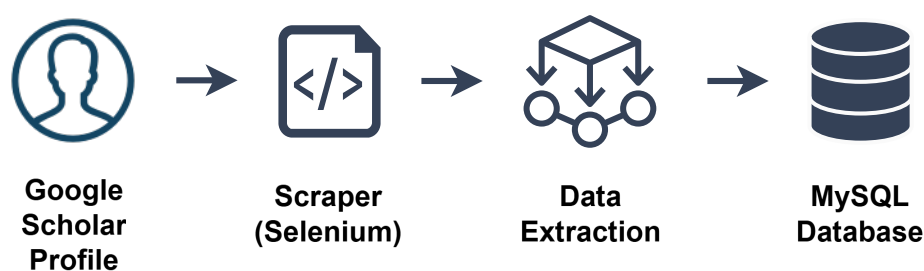 </>
Google
Scholar
Profile
Scraper
(Selenium)
Data
Extraction
MySQL
Database